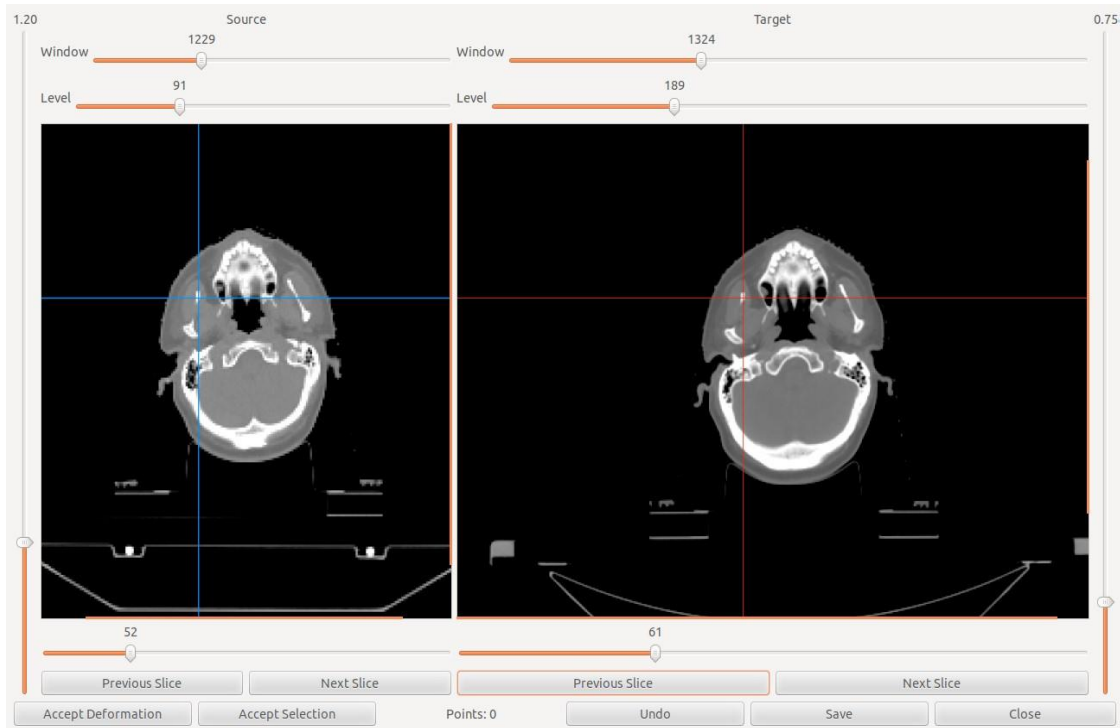 1.20 Source Target 0.75
Window 1229 Window 1324
Level 91 Level 189
52 61
Previous Slice Next Slice Previous Slice Next Slice
Accept Deformation Accept Selection Points: 0 Undo Save Close